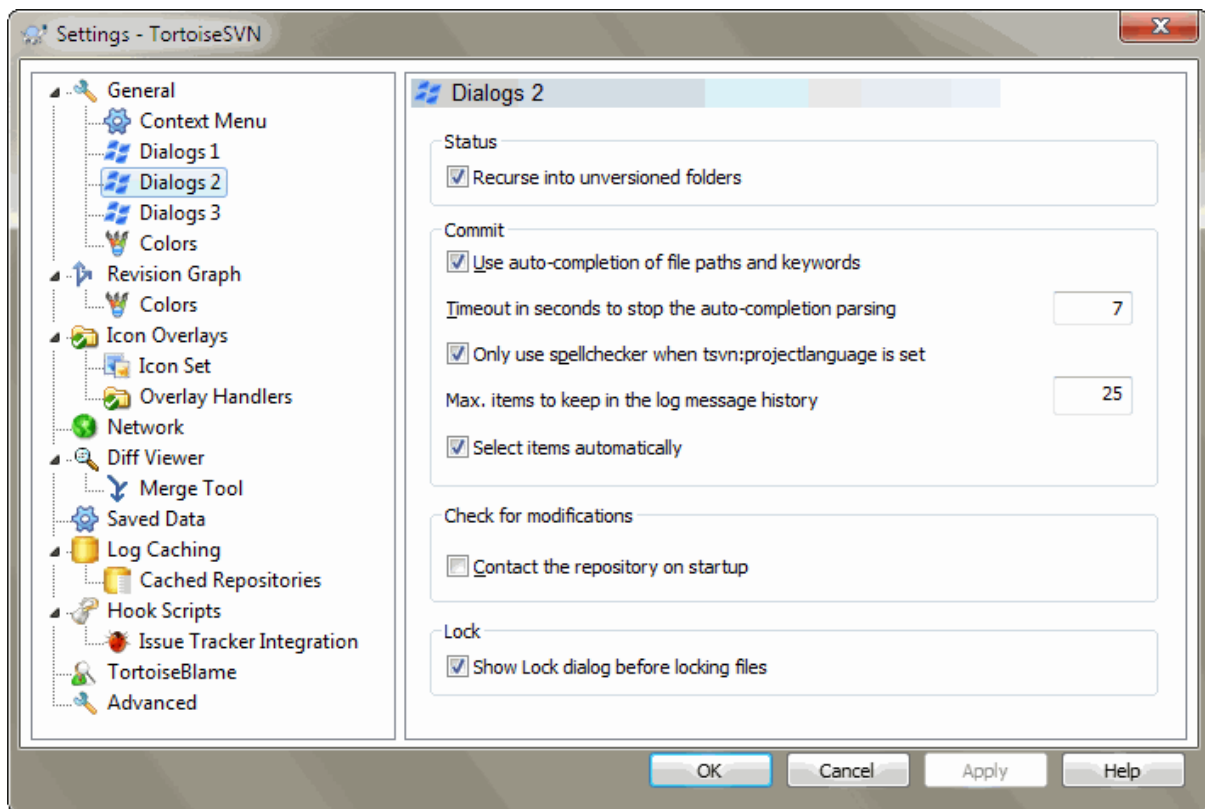 Settings - TortoiseSVN
General
Context Menu
Dialogs 1
Dialogs 2
Dialogs 3
Colors
Revision Graph
Colors
Icon Overlays
Icon Set
Overlay Handlers
Network
Diff Viewer
Merge Tool
Saved Data
Log Caching
Cached Repositories
Hook Scripts
Issue Tracker Integration
TortoiseBlame
Advanced
Dialogs 2
Status
Recurse into unversioned folders
Commit
Use auto-completion of file paths and keywords
Timeout in seconds to stop the auto-completion parsing 7
Only use spellchecker when tsvn:projectlanguage is set
Max. items to keep in the log message history 25
Select items automatically
Check for modifications
Contact the repository on startup
Lock
Show Lock dialog before locking files
OK Cancel Apply Help